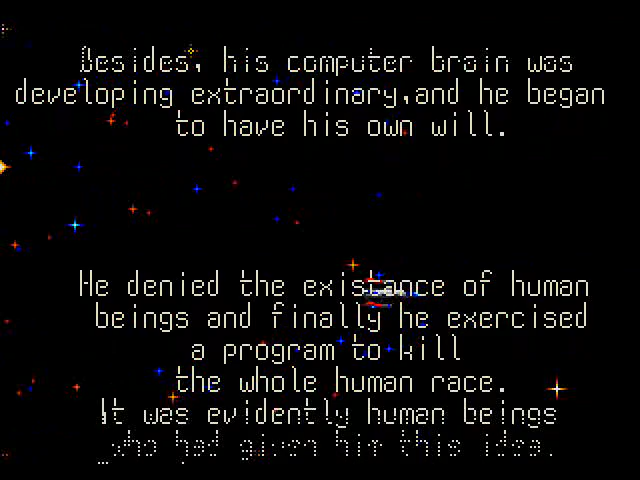 Besides, his computer brain was
developing extraordinary,and he began
to have his own will.
He denied the existance of human
beings and finally he exercised
a program to kill
the whole human race.
It was evidently human beings
who had given him this idea.